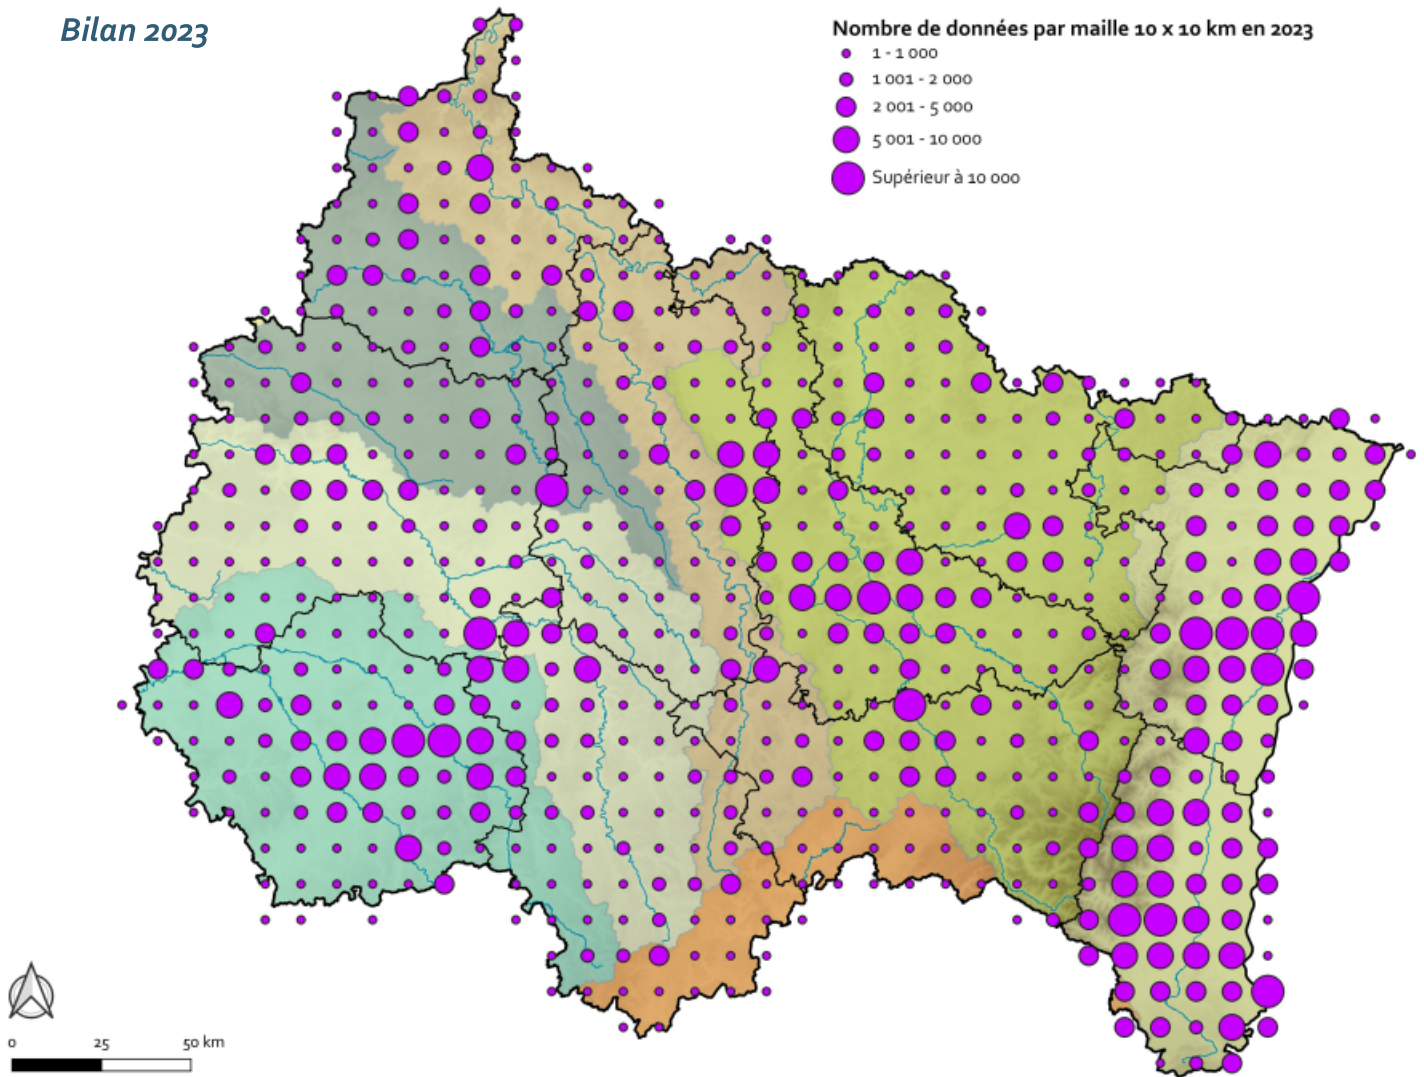 Bilan 2023
Nombre de données par maille 10 x 10 km en 2023
1 - 1 000
1 001 - 2 000
2 001 - 5 000
5 001 - 10 000
Supérieur à 10 000
0 25 50 km